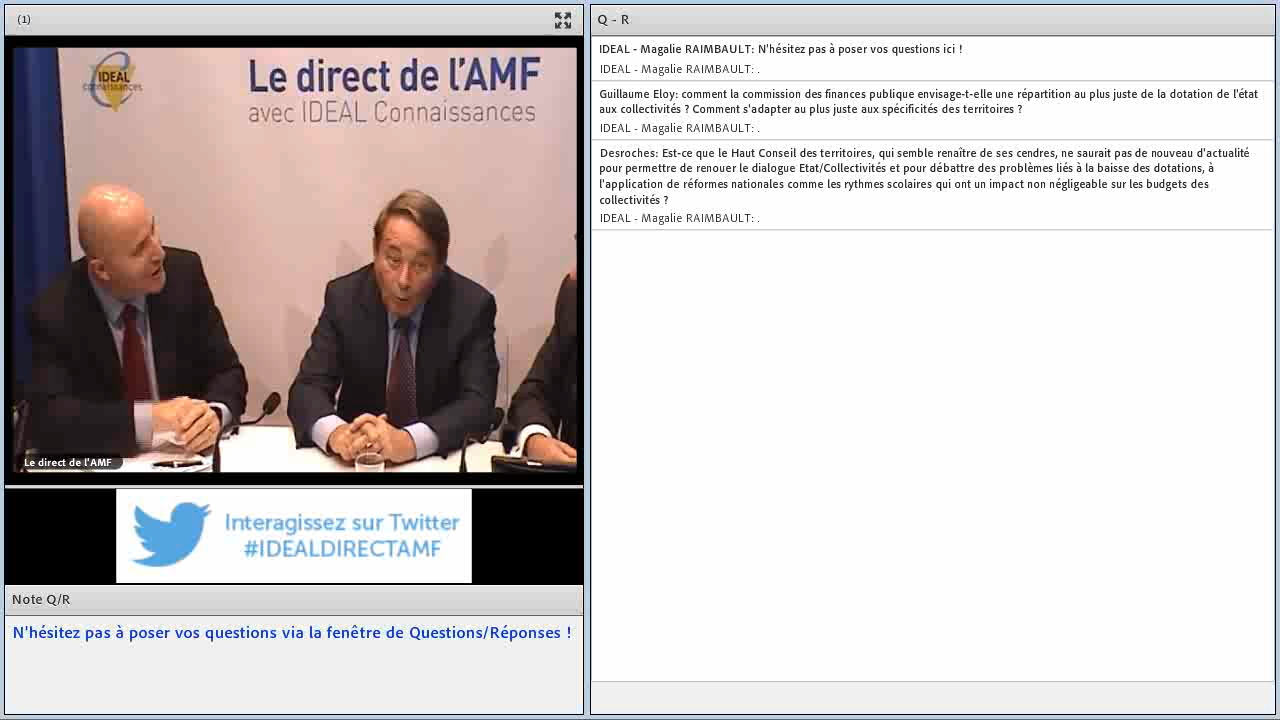 (1)
IDEAL
connaissances
Le direct de l'AMF
avec IDEAL Connaissances
Le direct de l'AMF
Interagissez sur Twitter
#IDEALDIRECTAMF
Note Q/R
N'hésitez pas à poser vos questions via la fenêtre de Questions/Réponses !
Q - R
IDEAL - Magalie RAIMBAULT: N'hésitez pas à poser vos questions ici !
IDEAL - Magalie RAIMBAULT: .
Guillaume Eloy: comment la commission des finances publique envisage-t-elle une répartition au plus juste de la dotation de l'état
aux collectivités ? Comment s'adapter au plus juste aux spécificités des territoires ?
IDEAL - Magalie RAIMBAULT: .
Desroches: Est-ce que le Haut Conseil des territoires, qui semble renaître de ses cendres, ne saurait pas de nouveau d'actualité
pour permettre de renouer le dialogue Etat/Collectivités et pour débattre des problèmes liés à la baisse des dotations, à
l'application de réformes nationales comme les rythmes scolaires qui ont un impact non négligeable sur les budgets des
collectivités ?
IDEAL - Magalie RAIMBAULT: .